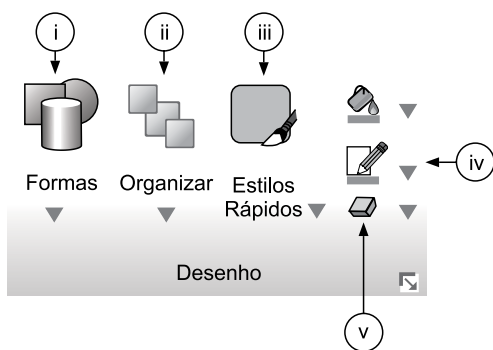 i
ii
iii
iv
Formas
Organizar
Estilos
Rápidos
Desenho
v